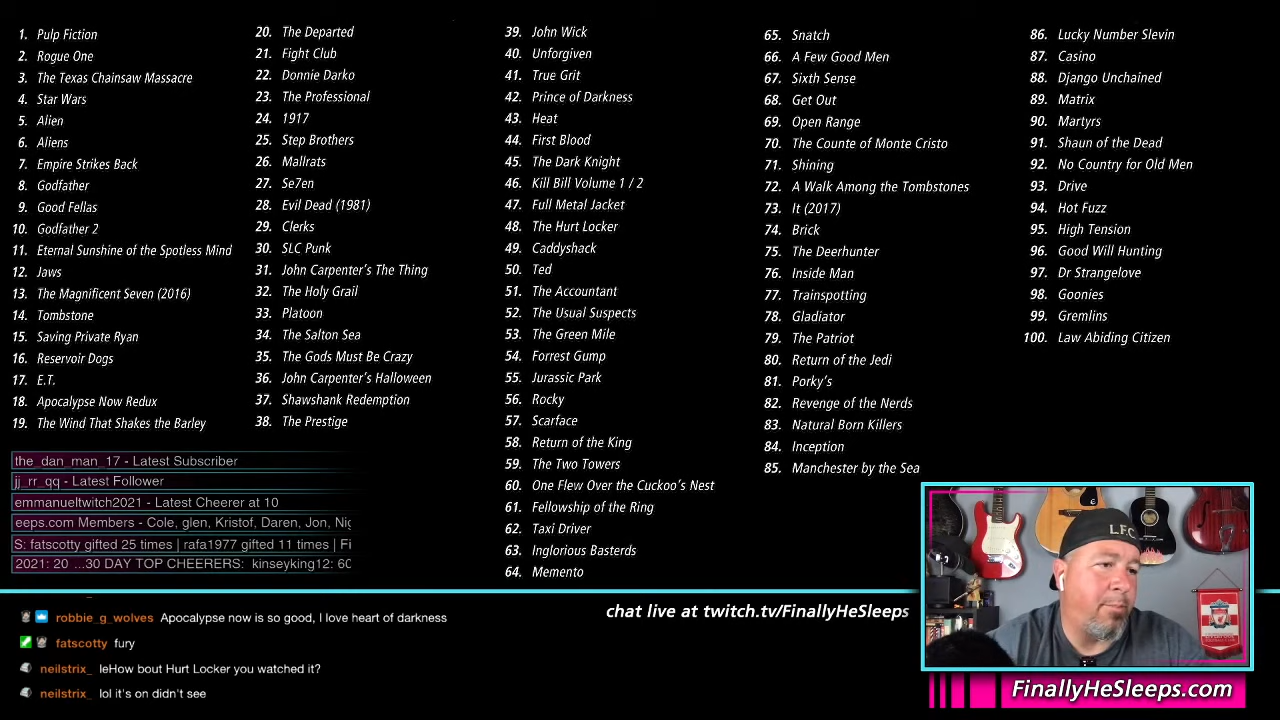 1. Pulp Fiction
2. Rogue One
3. The Texas Chainsaw Massacre
4. Star Wars
5. Alien
6. Aliens
7. Empire Strikes Back
8. Godfather
9. Good Fellas
10. Godfather 2
11. Eternal Sunshine of the Spotless Mind
12. Jaws
13. The Magnificent Seven (2016)
14. Tombstone
15. Saving Private Ryan
16. Reservoir Dogs
17. E.T.
18. Apocalypse Now Redux
19. The Wind That Shakes the Barley
20. The Departed
21. Fight Club
22. Donnie Darko
23. The Professional
24. 1917
25. Step Brothers
26. Mallrats
27. Se7en
28. Evil Dead (1981)
29. Clerks
30. SLC Punk
31. John Carpenter's The Thing
32. The Holy Grail
33. Platoon
34. The Salton Sea
35. The Gods Must Be Crazy
36. John Carpenter's Halloween
37. Shawshank Redemption
38. The Prestige
39. John Wick
40. Unforgiven
41. True Grit
42. Prince of Darkness
43. Heat
44. First Blood
45. The Dark Knight
46. Kill Bill Volume 1 / 2
47. Full Metal Jacket
48. The Hurt Locker
49. Caddyshack
50. Ted
51. The Accountant
52. The Usual Suspects
53. The Green Mile
54. Forrest Gump
55. Jurassic Park
56. Rocky
57. Scarface
58. Return of the King
59. The Two Towers
60. One Flew Over the Cuckoo's Nest
61. Fellowship of the Ring
62. Taxi Driver
63. Inglorious Basterds
64. Memento
65. Snatch
66. A Few Good Men
67. Sixth Sense
68. Get Out
69. Open Range
70. The Counte of Monte Cristo
71. Shining
72. A Walk Among the Tombstones
73. It (2017)
74. Brick
75. The Deerhunter
76. Inside Man
77. Trainspotting
78. Gladiator
79. The Patriot
80. Return of the Jedi
81. Porky's
82. Revenge of the Nerds
83. Natural Born Killers
84. Inception
85. Manchester by the Sea
86. Lucky Number Slevin
87. Casino
88. Django Unchained
89. Matrix
90. Martyrs
91. Shaun of the Dead
92. No Country for Old Men
93. Drive
94. Hot Fuzz
95. High Tension
96. Good Will Hunting
97. Dr Strangelove
98. Goonies
99. Gremlins
100. Law Abiding Citizen
the_dan_man_17 - Latest Subscriber
jj_rr_qq - Latest Follower
emmanueltwitch2021 - Latest Cheerer at 10
eeps.com Members - Cole, glen, Kristof, Daren, Jon, Nig
S: fatscotty gifted 25 times | rafa1977 gifted 11 times | Fi
2021: 20 ...30 DAY TOP CHEERERS: kinseyking12: 60
robbie_g_wolves Apocalypse now is so good, I love heart of darkness
fatscotty fury
neilstrix_ leHow bout Hurt Locker you watched it?
neilstrix_ lol it's on didn't see
chat live at twitch.tv/FinallyHeSleeps
LFC
FinallyHeSleeps.com